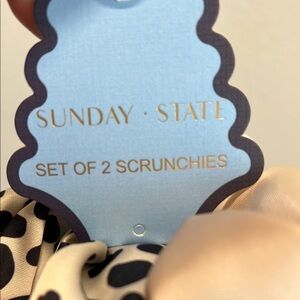 SUNDAY · STATE
SET OF 2 SCRUNCHIES